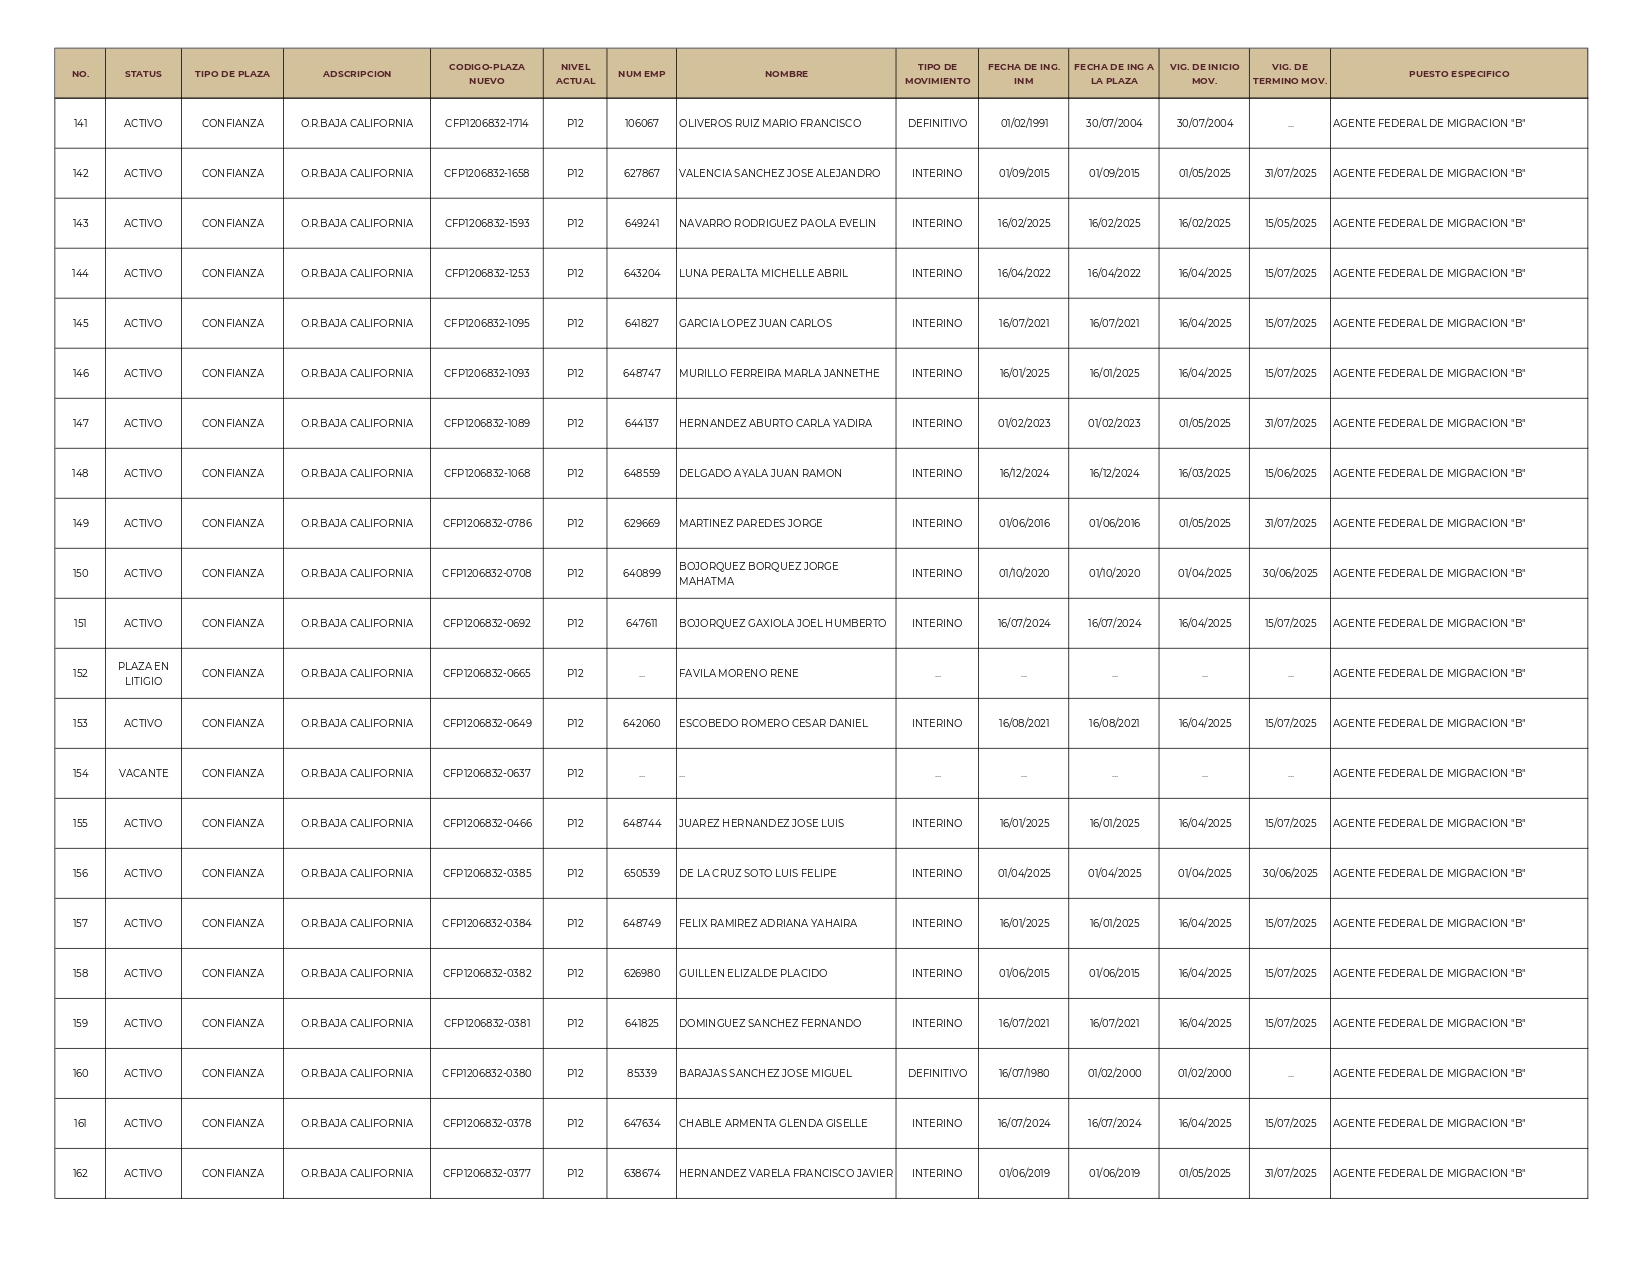 NO. STATUS TIPO DE PLAZA ADSCRIPCION CODIGO-PLAZA NUEVO NIVEL ACTUAL NUM EMP NOMBRE TIPO DE MOVIMIENTO FECHA DE ING. INM FECHA DE ING A LA PLAZA VIG. DE INICIO MOV. VIG. DE TERMINO MOV. PUESTO ESPECIFICO
141 ACTIVO CONFIANZA O.R.BAJA CALIFORNIA CFP1206832-1714 P12 106067 OLIVEROS RUIZ MARIO FRANCISCO DEFINITIVO 01/02/1991 30/07/2004 30/07/2004 ... AGENTE FEDERAL DE MIGRACION "B"
142 ACTIVO CONFIANZA O.R.BAJA CALIFORNIA CFP1206832-1658 P12 627867 VALENCIA SANCHEZ JOSE ALEJANDRO INTERINO 01/09/2015 01/09/2015 01/05/2025 31/07/2025 AGENTE FEDERAL DE MIGRACION "B"
143 ACTIVO CONFIANZA O.R.BAJA CALIFORNIA CFP1206832-1593 P12 649241 NAVARRO RODRIGUEZ PAOLA EVELIN INTERINO 16/02/2025 16/02/2025 16/02/2025 15/05/2025 AGENTE FEDERAL DE MIGRACION "B"
144 ACTIVO CONFIANZA O.R.BAJA CALIFORNIA CFP1206832-1253 P12 643204 LUNA PERALTA MICHELLE ABRIL INTERINO 16/04/2022 16/04/2022 16/04/2025 15/07/2025 AGENTE FEDERAL DE MIGRACION "B"
145 ACTIVO CONFIANZA O.R.BAJA CALIFORNIA CFP1206832-1095 P12 641827 GARCIA LOPEZ JUAN CARLOS INTERINO 16/07/2021 16/07/2021 16/04/2025 15/07/2025 AGENTE FEDERAL DE MIGRACION "B"
146 ACTIVO CONFIANZA O.R.BAJA CALIFORNIA CFP1206832-1093 P12 648747 MURILLO FERREIRA MARLA JANNETHE INTERINO 16/01/2025 16/01/2025 16/04/2025 15/07/2025 AGENTE FEDERAL DE MIGRACION "B"
147 ACTIVO CONFIANZA O.R.BAJA CALIFORNIA CFP1206832-1089 P12 644137 HERNANDEZ ABURTO CARLA YADIRA INTERINO 01/02/2023 01/02/2023 01/05/2025 31/07/2025 AGENTE FEDERAL DE MIGRACION "B"
148 ACTIVO CONFIANZA O.R.BAJA CALIFORNIA CFP1206832-1068 P12 648559 DELGADO AYALA JUAN RAMON INTERINO 16/12/2024 16/12/2024 16/03/2025 15/06/2025 AGENTE FEDERAL DE MIGRACION "B"
149 ACTIVO CONFIANZA O.R.BAJA CALIFORNIA CFP1206832-0786 P12 629669 MARTINEZ PAREDES JORGE INTERINO 01/06/2016 01/06/2016 01/05/2025 31/07/2025 AGENTE FEDERAL DE MIGRACION "B"
150 ACTIVO CONFIANZA O.R.BAJA CALIFORNIA CFP1206832-0708 P12 640899 BOJORQUEZ BORQUEZ JORGE MAHATMA INTERINO 01/10/2020 01/10/2020 01/04/2025 30/06/2025 AGENTE FEDERAL DE MIGRACION "B"
151 ACTIVO CONFIANZA O.R.BAJA CALIFORNIA CFP1206832-0692 P12 647611 BOJORQUEZ GAXIOLA JOEL HUMBERTO INTERINO 16/07/2024 16/07/2024 16/04/2025 15/07/2025 AGENTE FEDERAL DE MIGRACION "B"
152 PLAZA EN LITIGIO CONFIANZA O.R.BAJA CALIFORNIA CFP1206832-0665 P12 ... FAVILA MORENO RENE ... ... ... ... ... AGENTE FEDERAL DE MIGRACION "B"
153 ACTIVO CONFIANZA O.R.BAJA CALIFORNIA CFP1206832-0649 P12 642060 ESCOBEDO ROMERO CESAR DANIEL INTERINO 16/08/2021 16/08/2021 16/04/2025 15/07/2025 AGENTE FEDERAL DE MIGRACION "B"
154 VACANTE CONFIANZA O.R.BAJA CALIFORNIA CFP1206832-0637 P12 ... ... ... ... ... ... ... AGENTE FEDERAL DE MIGRACION "B"
155 ACTIVO CONFIANZA O.R.BAJA CALIFORNIA CFP1206832-0466 P12 648744 JUAREZ HERNANDEZ JOSE LUIS INTERINO 16/01/2025 16/01/2025 16/04/2025 15/07/2025 AGENTE FEDERAL DE MIGRACION "B"
156 ACTIVO CONFIANZA O.R.BAJA CALIFORNIA CFP1206832-0385 P12 650539 DE LA CRUZ SOTO LUIS FELIPE INTERINO 01/04/2025 01/04/2025 01/04/2025 30/06/2025 AGENTE FEDERAL DE MIGRACION "B"
157 ACTIVO CONFIANZA O.R.BAJA CALIFORNIA CFP1206832-0384 P12 648749 FELIX RAMIREZ ADRIANA YAHAIRA INTERINO 16/01/2025 16/01/2025 16/04/2025 15/07/2025 AGENTE FEDERAL DE MIGRACION "B"
158 ACTIVO CONFIANZA O.R.BAJA CALIFORNIA CFP1206832-0382 P12 626980 GUILLEN ELIZALDE PLACIDO INTERINO 01/06/2015 01/06/2015 16/04/2025 15/07/2025 AGENTE FEDERAL DE MIGRACION "B"
159 ACTIVO CONFIANZA O.R.BAJA CALIFORNIA CFP1206832-0381 P12 641825 DOMINGUEZ SANCHEZ FERNANDO INTERINO 16/07/2021 16/07/2021 16/04/2025 15/07/2025 AGENTE FEDERAL DE MIGRACION "B"
160 ACTIVO CONFIANZA O.R.BAJA CALIFORNIA CFP1206832-0380 P12 85339 BARAJAS SANCHEZ JOSE MIGUEL DEFINITIVO 16/07/1980 01/02/2000 01/02/2000 ... AGENTE FEDERAL DE MIGRACION "B"
161 ACTIVO CONFIANZA O.R.BAJA CALIFORNIA CFP1206832-0378 P12 647634 CHABLE ARMENTA GLENDA GISELLE INTERINO 16/07/2024 16/07/2024 16/04/2025 15/07/2025 AGENTE FEDERAL DE MIGRACION "B"
162 ACTIVO CONFIANZA O.R.BAJA CALIFORNIA CFP1206832-0377 P12 638674 HERNANDEZ VARELA FRANCISCO JAVIER INTERINO 01/06/2019 01/06/2019 01/05/2025 31/07/2025 AGENTE FEDERAL DE MIGRACION "B"